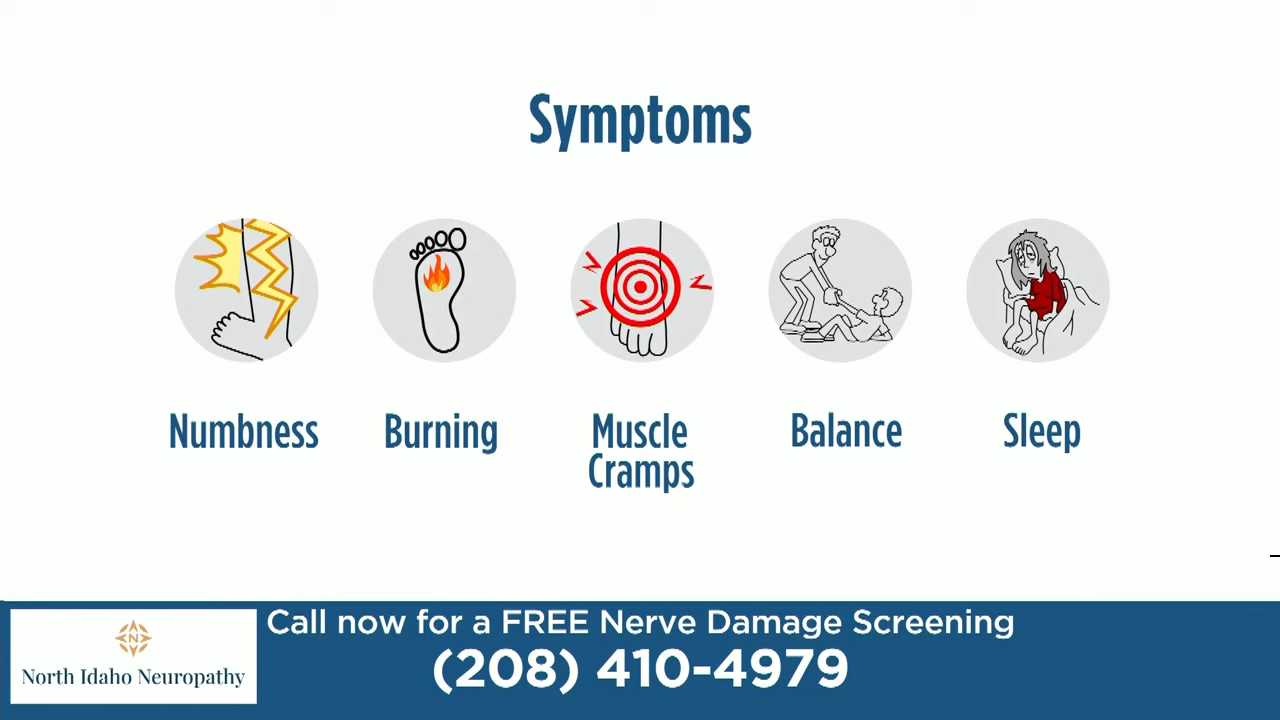 Symptoms
Numbness
Burning
Muscle
Cramps
Balance
Sleep
N
North Idaho Neuropathy
Call now for a FREE Nerve Damage Screening
(208) 410-4979